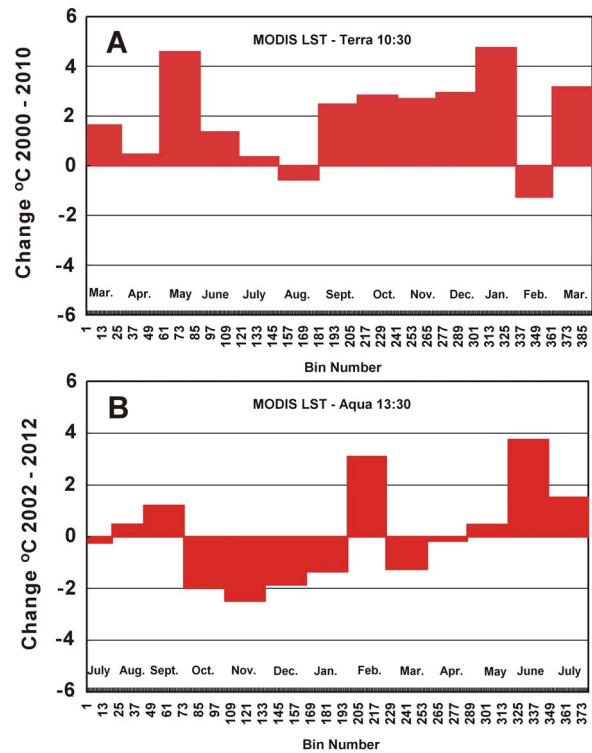 6
A
MODIS LST - Terra 10:30
4
2
0
-2
-4
-6
Change ºC 2000 - 2010
Mar. Apr. May June July Aug. Sept. Oct. Nov. Dec. Jan. Feb. Mar.
1 13 25 37 49 61 73 85 97 109 121 133 145 157 169 181 193 205 217 229 241 253 265 277 289 301 313 325 337 349 361 373 385
Bin Number
6
B
MODIS LST - Aqua 13:30
4
2
0
-2
-4
-6
Change ºC 2002 - 2012
July Aug. Sept. Oct. Nov. Dec. Jan. Feb. Mar. Apr. May June July
1 13 25 37 49 61 73 85 97 109 121 133 145 157 169 181 193 205 217 229 241 253 265 277 289 301 313 325 337 349 361 373
Bin Number